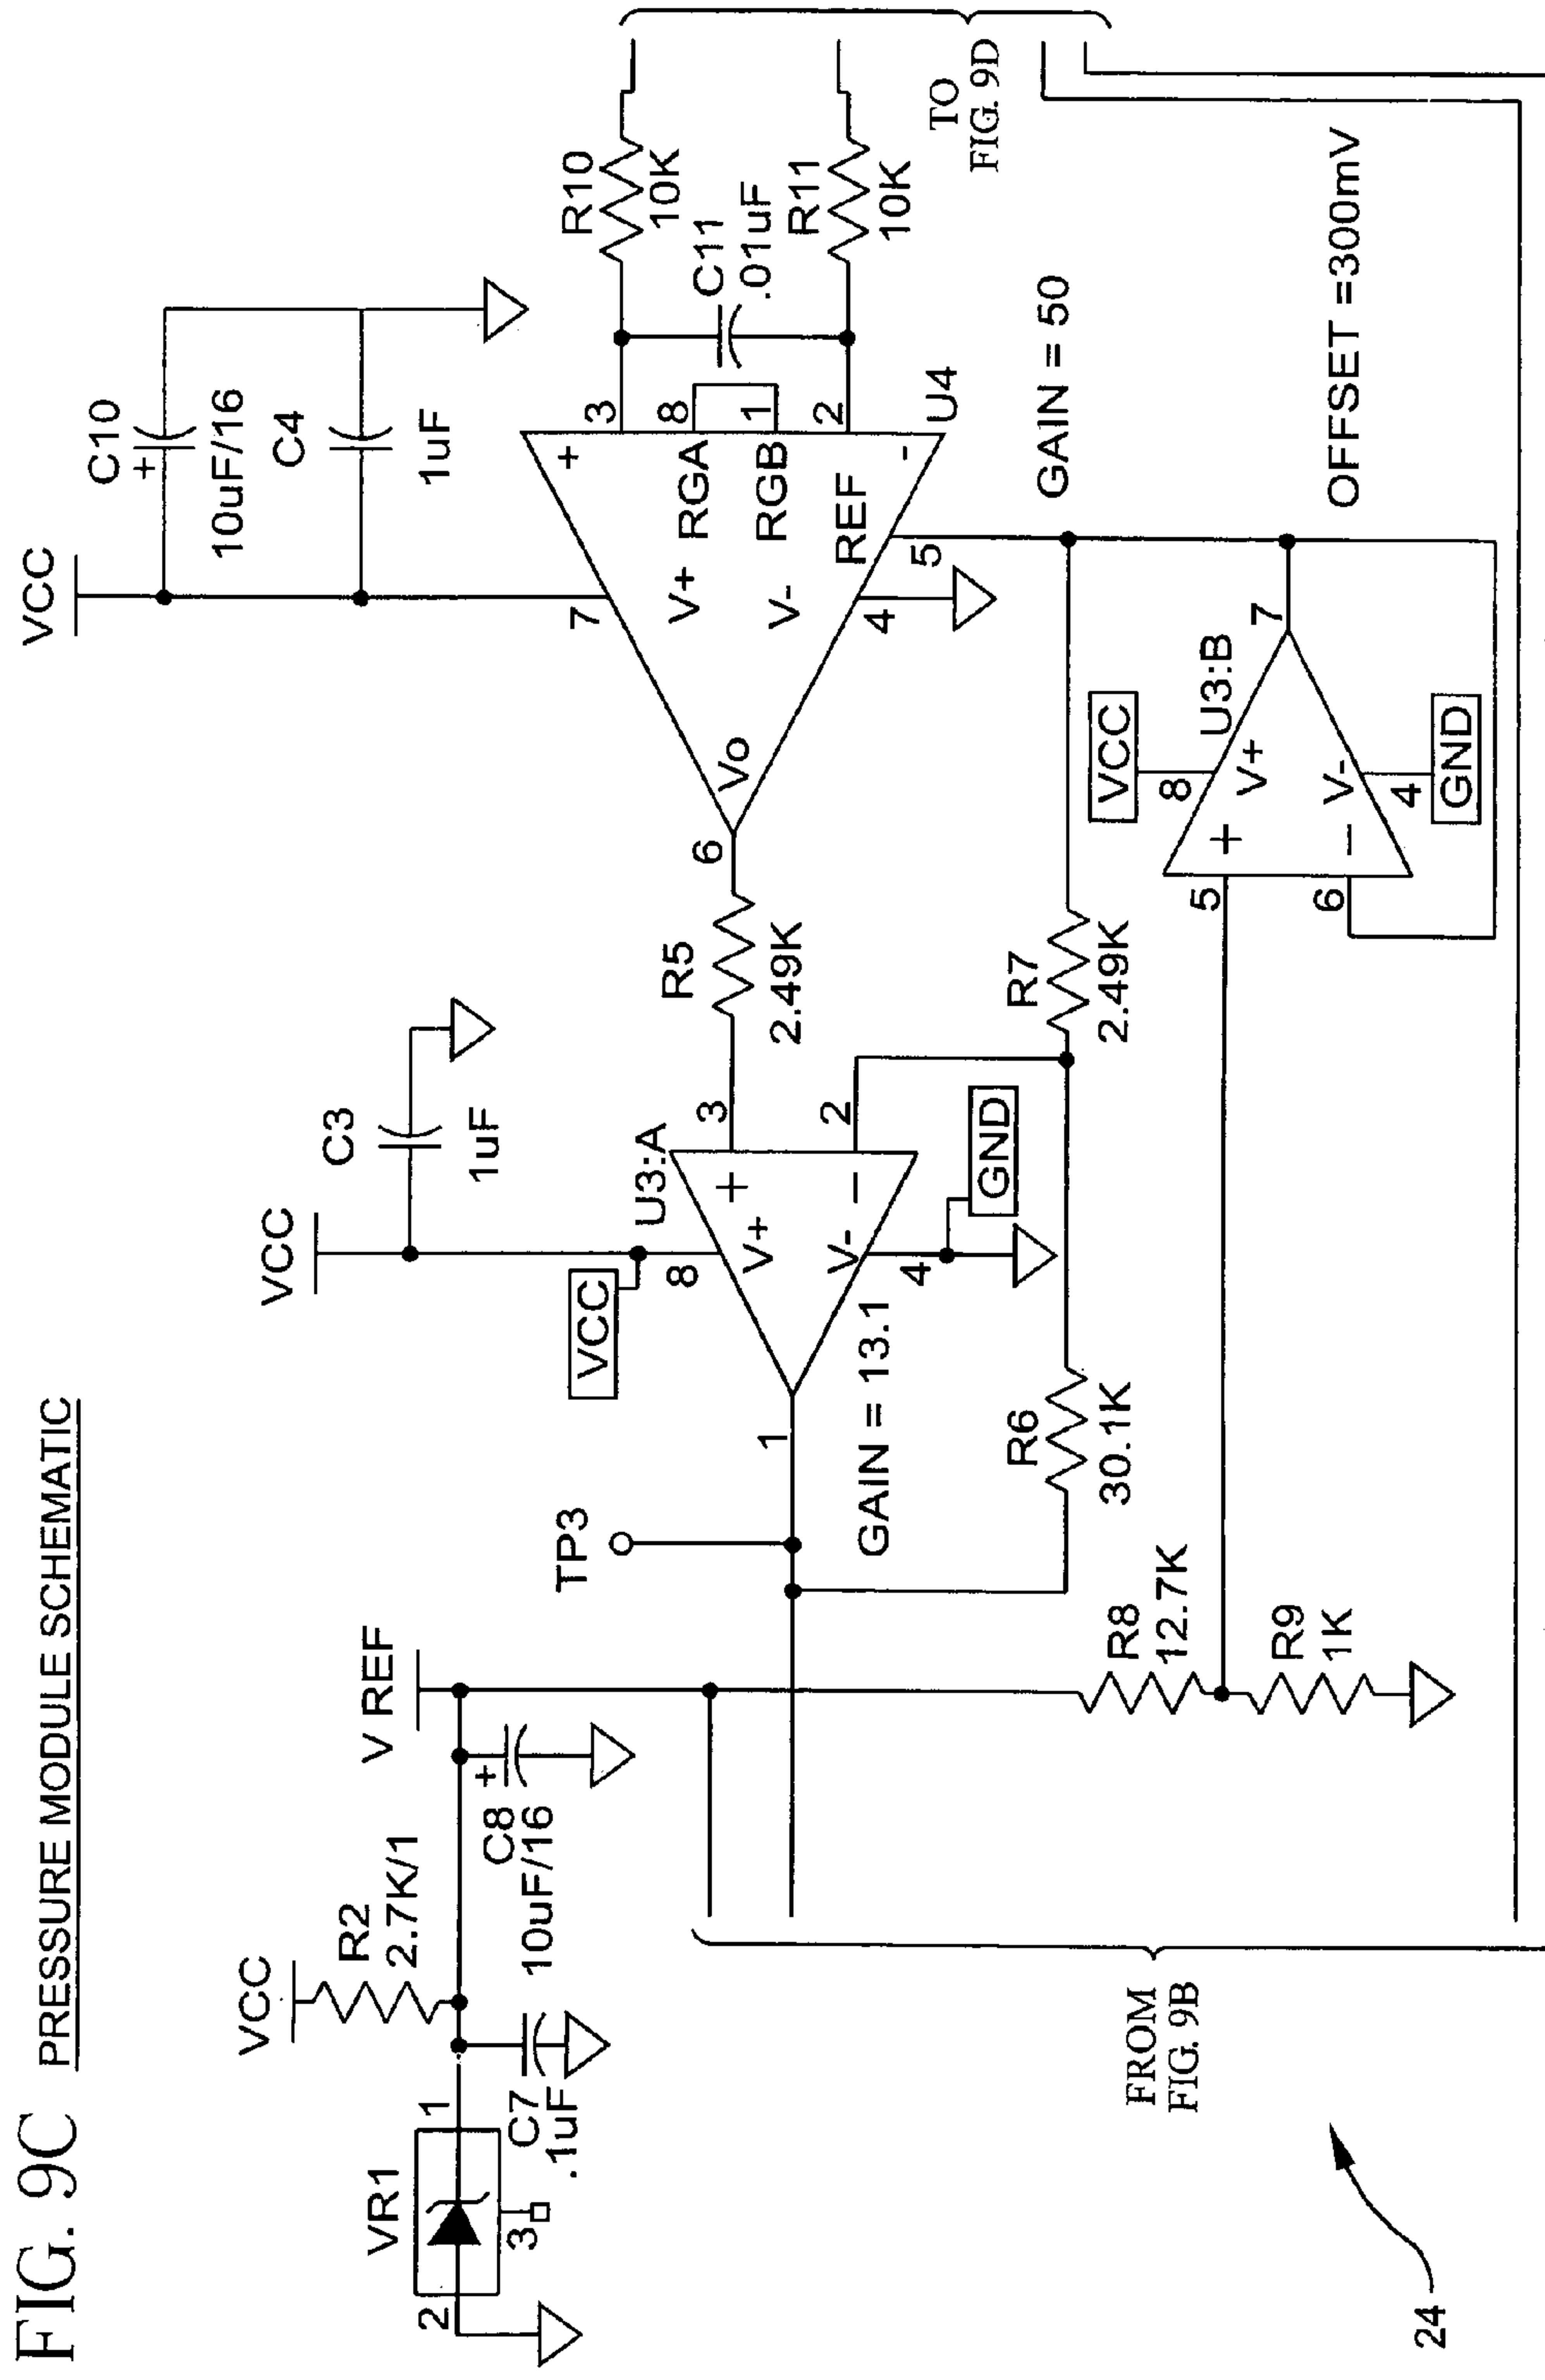 FIG. 9C PRESSURE MODULE SCHEMATIC
VCC
R2
2.7K/1
VR1
1
2
3
C7
.1uF
C8
+
10uF/16
V REF
TP3
VCC
C3
1uF
VCC
8
U3:A
V+
V-
+
−
3
2
1
4
GND
GAIN = 13.1
R5
2.49K
R6
30.1K
R7
2.49K
R8
12.7K
R9
1K
VCC
C10
+
10uF/16
C4
1uF
7
V+
V-
Vo
6
RGA
RGB
REF
+
-
3
8
1
2
4
5
U4
R10
10K
C11
.01uF
R11
10K
GAIN = 50
OFFSET =300mV
VCC
8
U3:B
V+
V-
+
−
5
6
7
4
GND
TO
FIG. 9D
FROM
FIG. 9B
24